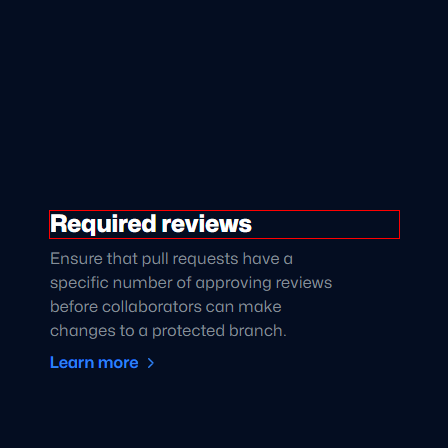 Required reviews
Ensure that pull requests have a
specific number of approving reviews
before collaborators can make
changes to a protected branch.
Learn more